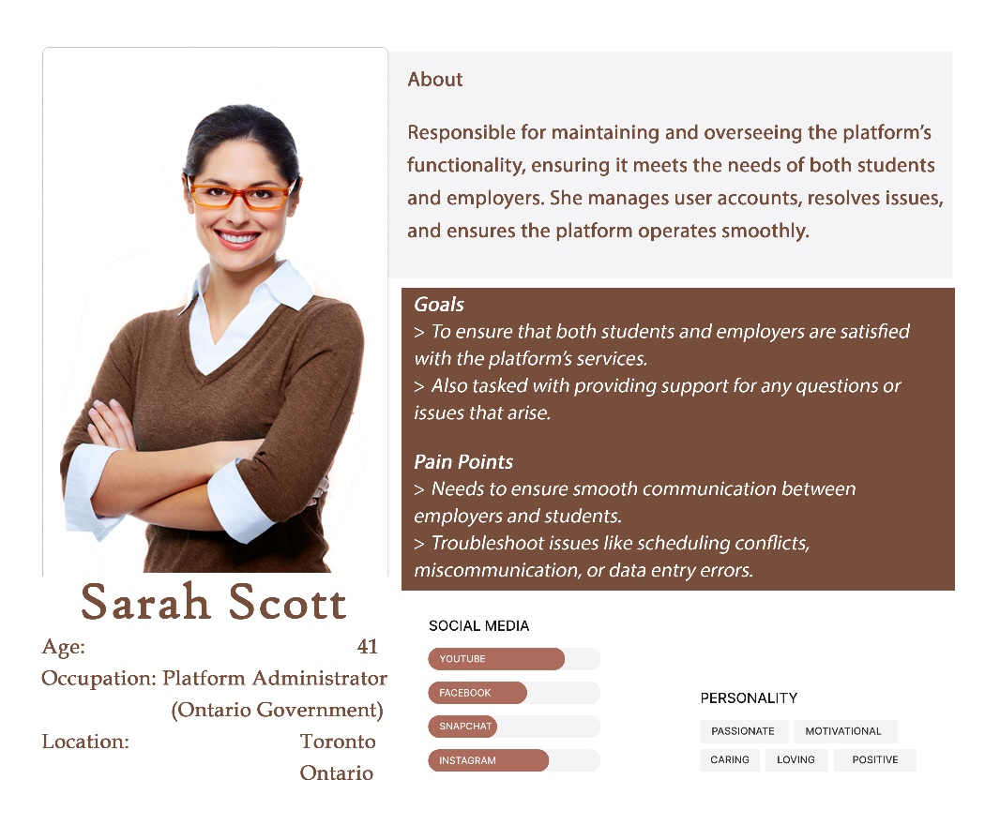 About
Responsible for maintaining and overseeing the platform’s
functionality, ensuring it meets the needs of both students
and employers. She manages user accounts, resolves issues,
and ensures the platform operates smoothly.
Goals
> To ensure that both students and employers are satisfied
with the platform’s services.
> Also tasked with providing support for any questions or
issues that arise.
Pain Points
> Needs to ensure smooth communication between
employers and students.
> Troubleshoot issues like scheduling conflicts,
miscommunication, or data entry errors.
Sarah Scott
Age: 41
Occupation: Platform Administrator
(Ontario Government)
Location: Toronto
Ontario
SOCIAL MEDIA
YOUTUBE
FACEBOOK
SNAPCHAT
INSTAGRAM
PERSONALITY
PASSIONATE MOTIVATIONAL
CARING LOVING POSITIVE